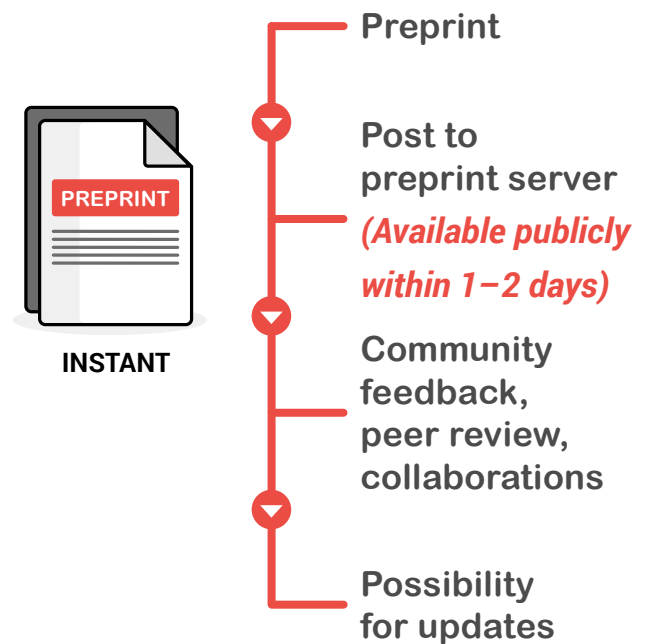 Preprint
Post to
preprint server
(Available publicly
within 1–2 days)
PREPRINT
INSTANT
Community
feedback,
peer review,
collaborations
Possibility
for updates